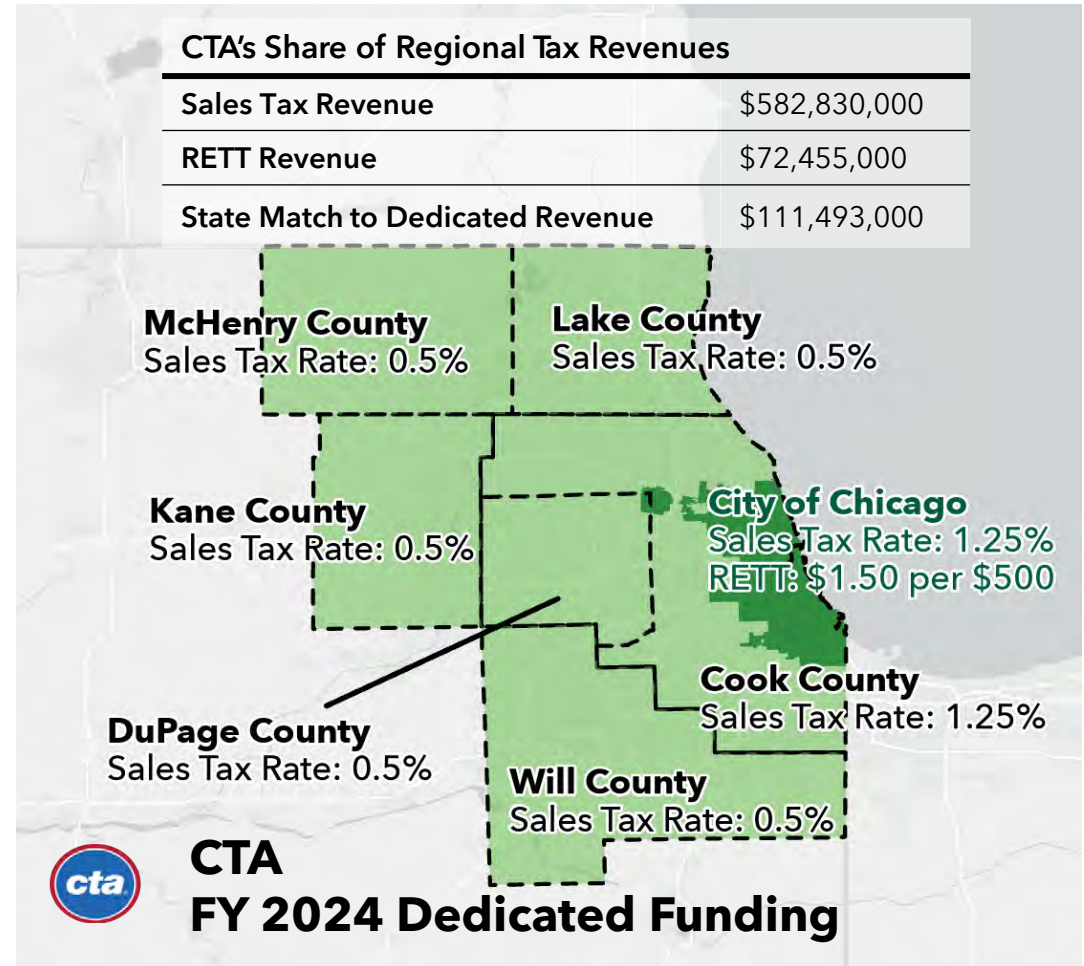 CTA's Share of Regional Tax Revenues
Sales Tax Revenue $582,830,000
RETT Revenue $72,455,000
State Match to Dedicated Revenue $111,493,000
McHenry County
Sales Tax Rate: 0.5%
Lake County
Sales Tax Rate: 0.5%
Kane County
Sales Tax Rate: 0.5%
City of Chicago
Sales Tax Rate: 1.25%
RETT: $1.50 per $500
Cook County
Sales Tax Rate: 1.25%
DuPage County
Sales Tax Rate: 0.5%
Will County
Sales Tax Rate: 0.5%
cta
CTA
FY 2024 Dedicated Funding